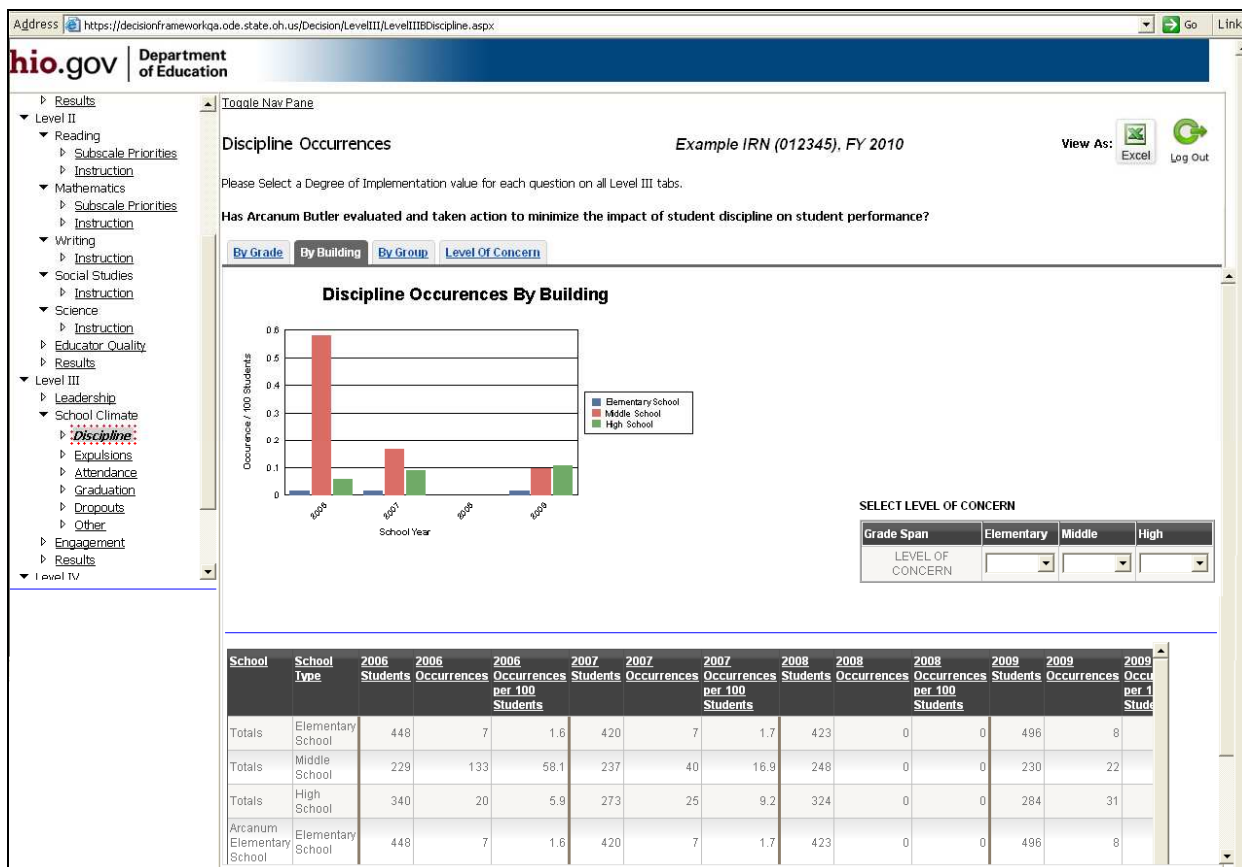 Address https://decisionframeworkqa.ode.state.oh.us/Decision/LevelIII/LevelIIIBDiscipline.aspx Go Link
hio.gov Department of Education
Results
Level II
Reading
Subscale Priorities
Instruction
Mathematics
Subscale Priorities
Instruction
Writing
Instruction
Social Studies
Instruction
Science
Instruction
Educator Quality
Results
Level III
Leadership
School Climate
Discipline
Expulsions
Attendance
Graduation
Dropouts
Other
Engagement
Results
Level IV
Toggle Nav Pane
Discipline Occurrences Example IRN (012345), FY 2010 View As: Excel Log Out
Please Select a Degree of Implementation value for each question on all Level III tabs.
Has Arcanum Butler evaluated and taken action to minimize the impact of student discipline on student performance?
By Grade By Building By Group Level Of Concern
Discipline Occurences By Building
Occurence / 100 Students
0.6
0.5
0.4
0.3
0.2
0.1
0
2006 2007 2008 2009
School Year
Elementary School
Middle School
High School
SELECT LEVEL OF CONCERN
Grade Span Elementary Middle High
LEVEL OF CONCERN
School School Type 2006 Students 2006 Occurrences 2006 Occurrences per 100 Students 2007 Students 2007 Occurrences 2007 Occurrences per 100 Students 2008 Students 2008 Occurrences 2008 Occurrences per 100 Students 2009 Students 2009 Occurrences 2009 Occu per 1 Stude
Totals Elementary School 448 7 1.6 420 7 1.7 423 0 0 496 8
Totals Middle School 229 133 58.1 237 40 16.9 248 0 0 230 22
Totals High School 340 20 5.9 273 25 9.2 324 0 0 284 31
Arcanum Elementary School Elementary School 448 7 1.6 420 7 1.7 423 0 0 496 8